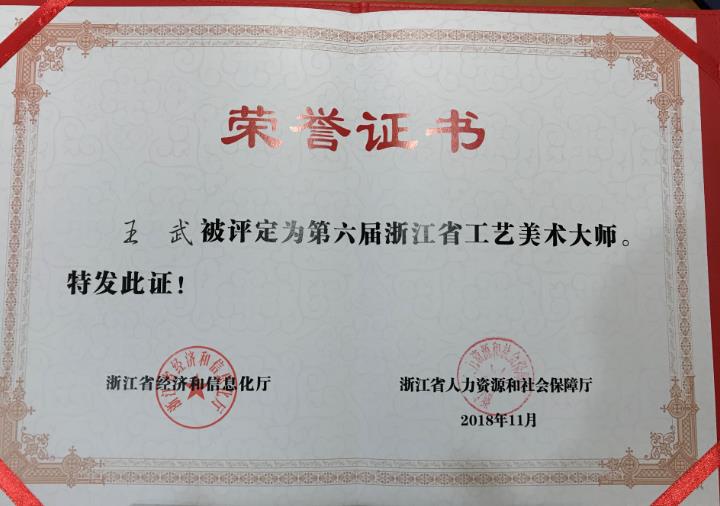 荣誉证书
王 武被评定为第六届浙江省工艺美术大师。
特发此证!
浙江省经济和信息化厅
浙江省人力资源和社会保障厅
2018年11月